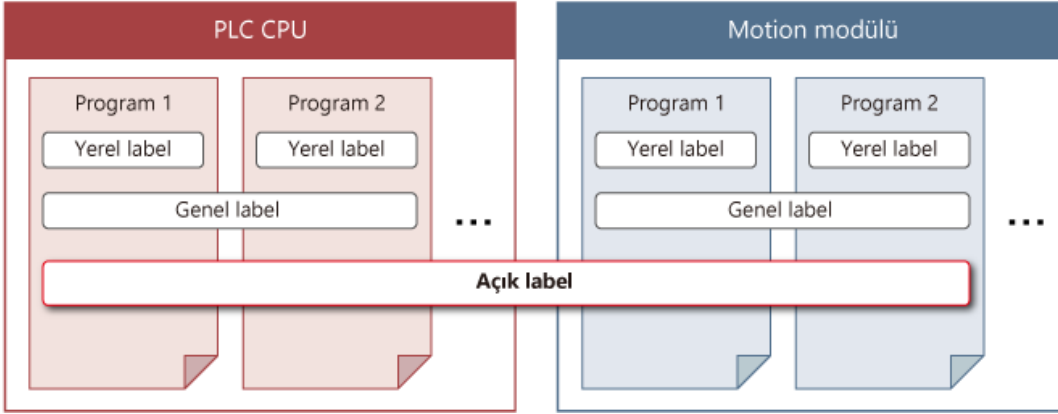 PLC CPU
Program 1
Program 2
Yerel label
Yerel label
Genel label
...
Motion modülü
Program 1
Program 2
Yerel label
Yerel label
Genel label
...
Açık label